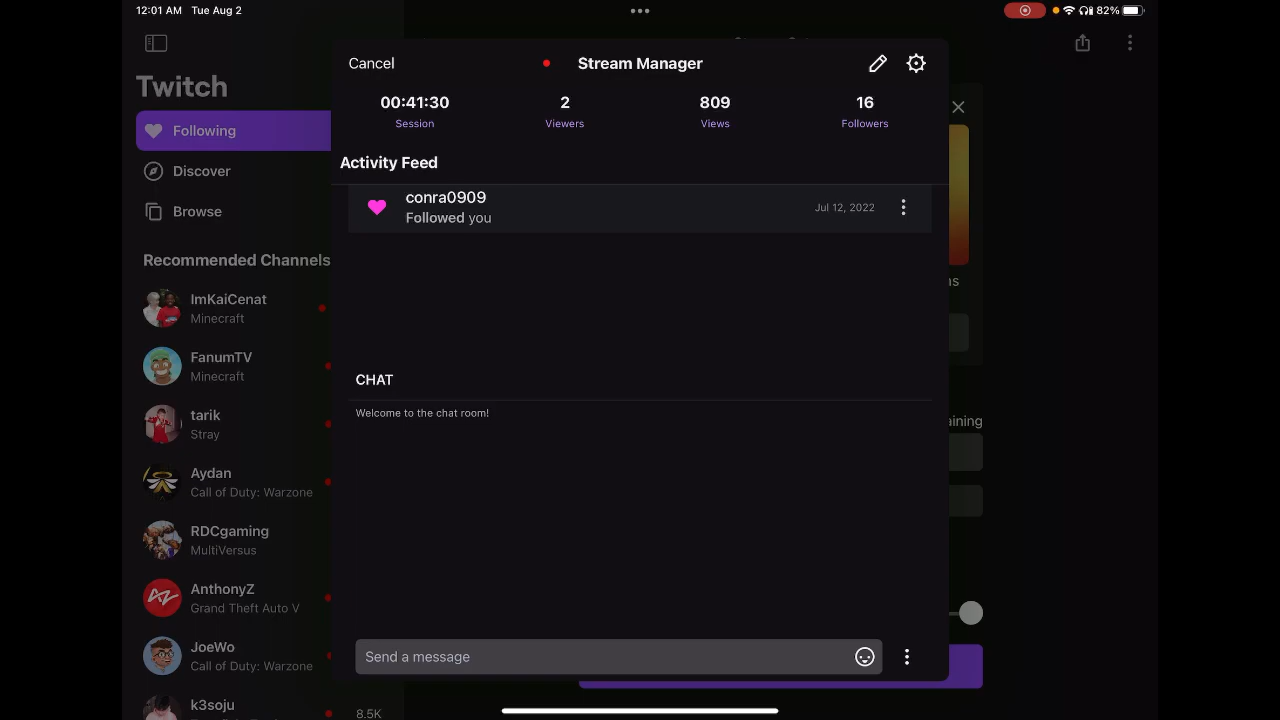 12:01 AM Tue Aug 2
82%
Twitch
Following
Discover
Browse
Recommended Channels
ImKaiCenat
Minecraft
FanumTV
Minecraft
tarik
Stray
Aydan
Call of Duty: Warzone
RDCgaming
MultiVersus
AnthonyZ
Grand Theft Auto V
JoeWo
Call of Duty: Warzone
k3soju
8.5K
Cancel
Stream Manager
00:41:30
Session
2
Viewers
809
Views
16
Followers
Activity Feed
conra0909
Followed you
Jul 12, 2022
CHAT
Welcome to the chat room!
Send a message